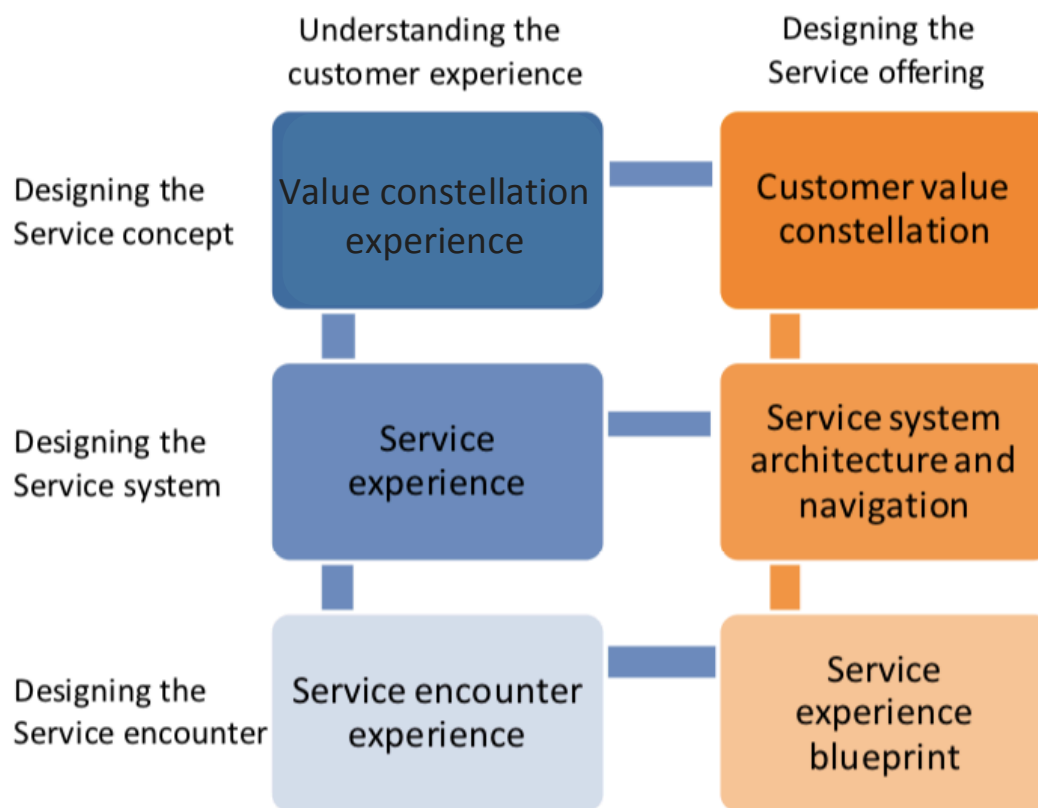 Understanding the
customer experience
Designing the
Service offering
Designing the
Service concept
Value constellation
experience
Customer value
constellation
Designing the
Service system
Service
experience
Service system
architecture and
navigation
Designing the
Service encounter
Service encounter
experience
Service
experience
blueprint